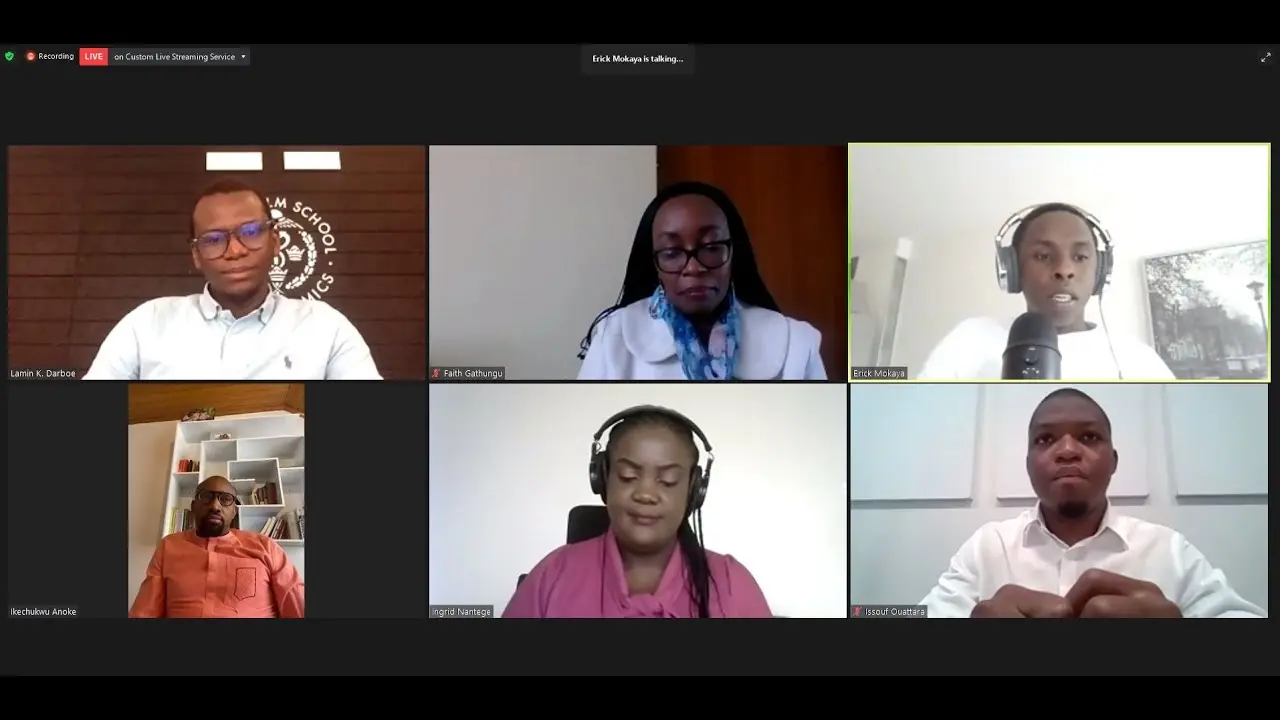 Recording
LIVE
on Custom Live Streaming Service
Erick Mokaya is talking...
LM SCHOOL
MICS
Lamin K. Darboe
Faith Gathungu
Erick Mokaya
Ikechukwu Anoke
Ingrid Nantege
Issouf Ouattara